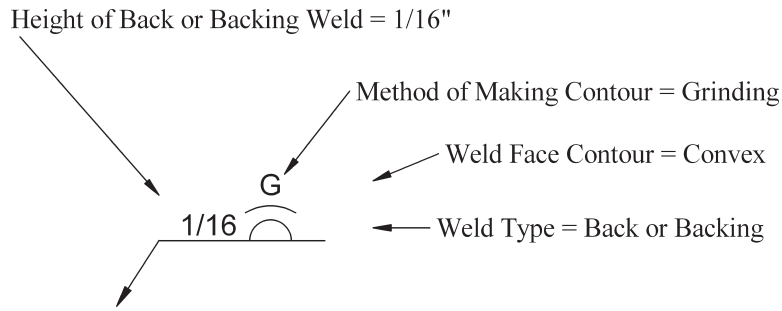 Height of Back or Backing Weld = 1/16"
Method of Making Contour = Grinding
Weld Face Contour = Convex
G
1/16
Weld Type = Back or Backing